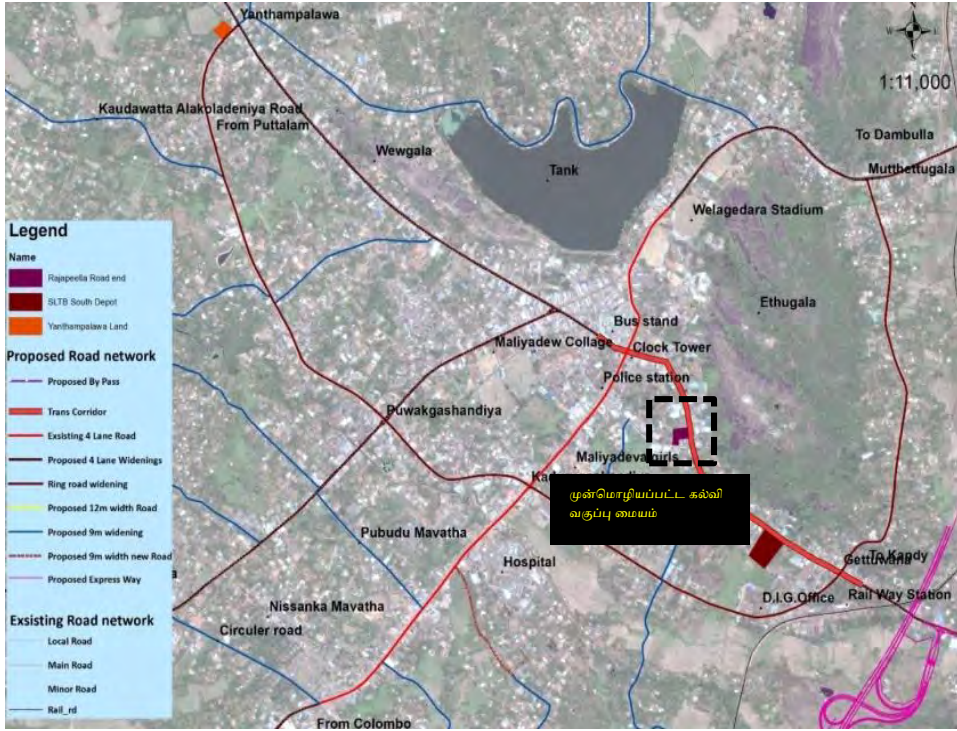 Yanthampalawa
W
1:11,000
Kaudawatta Alakoladeniya Road
From Puttalam
To Dambulla
Wewgala
Tank
Muttettugala
Welagedara Stadium
Legend
Name
Rajapeella Road end
SLTB South Depot
Yanthampalawa Land
Proposed Road network
Proposed By Pass
Trans Corridor
Exsisting 4 Lane Road
Proposed 4 Lane Widenings
Ring road widening
Proposed 12m width Road
Proposed 9m widening
Proposed 9m width new Road
Proposed Express Way
Exsisting Road network
Local Road
Main Road
Minor Road
Rail_rd
Ethugala
Bus stand
Maliyadew Collage
Clock Tower
Police station
Puwakgashandiya
Maliyadeva girls
முன்மொழியப்பட்ட கல்வி
வகுப்பு மையம்
Pubudu Mavatha
Hospital
To Kandy
D.I.G.Office
Rail Way Station
Nissanka Mavatha
Circuler road
From Colombo